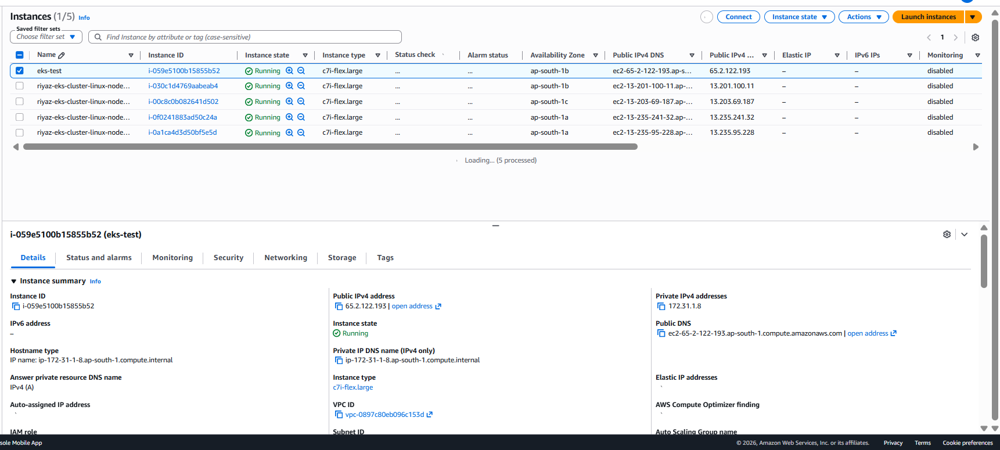 Instances (1/5) Info
Connect Instance state Actions Launch instances
Saved filter sets
Choose filter set Find Instance by attribute or tag (case-sensitive) 1
Name Instance ID Instance state Instance type Status check Alarm status Availability Zone Public IPv4 DNS Public IPv4 ... Elastic IP IPv6 IPs Monitoring
eks-test i-059e5100b15855b52 Running c7i-flex.large ... ... ap-south-1b ec2-65-2-122-193.ap-s... 65.2.122.193 – – disabled
riyaz-eks-cluster-linux-node... i-030c1d4769aabeab4 Running c7i-flex.large ... ... ap-south-1b ec2-13-201-100-11.ap-... 13.201.100.11 – – disabled
riyaz-eks-cluster-linux-node... i-00c8c0b082641d502 Running c7i-flex.large ... ... ap-south-1c ec2-13-203-69-187.ap-... 13.203.69.187 – – disabled
riyaz-eks-cluster-linux-node... i-0f0241883ad50c24a Running c7i-flex.large ... ... ap-south-1a ec2-13-235-241-32.ap-... 13.235.241.32 – – disabled
riyaz-eks-cluster-linux-node... i-0a1ca4d3d50bf5e5d Running c7i-flex.large ... ... ap-south-1a ec2-13-235-95-228.ap-... 13.235.95.228 – – disabled
Loading... (5 processed)
i-059e5100b15855b52 (eks-test)
Details Status and alarms Monitoring Security Networking Storage Tags
Instance summary Info
Instance ID Public IPv4 address Private IPv4 addresses
i-059e5100b15855b52 65.2.122.193 | open address 172.31.1.8
IPv6 address Instance state Public DNS
– Running ec2-65-2-122-193.ap-south-1.compute.amazonaws.com | open address
Hostname type Private IP DNS name (IPv4 only)
IP name: ip-172-31-1-8.ap-south-1.compute.internal ip-172-31-1-8.ap-south-1.compute.internal
Answer private resource DNS name Instance type Elastic IP addresses
IPv4 (A) c7i-flex.large
Auto-assigned IP address VPC ID AWS Compute Optimizer finding
vpc-0897c80eb096c153d
IAM role Subnet ID Auto Scaling Group name
sole Mobile App © 2026, Amazon Web Services, Inc. or its affiliates. Privacy Terms Cookie preferences